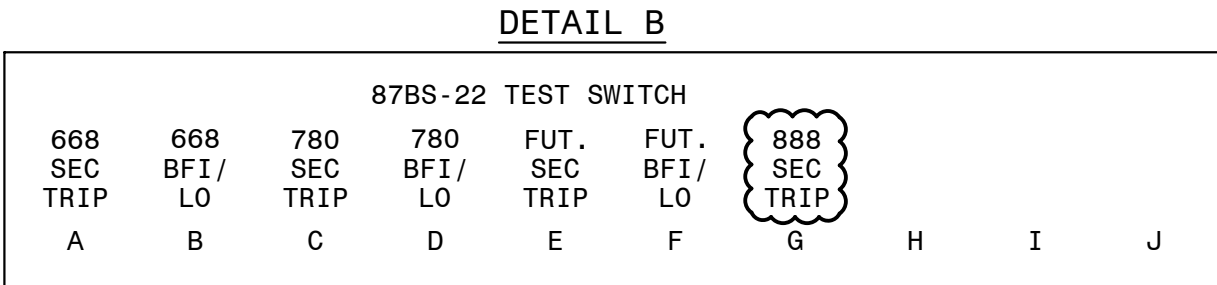 DETAIL B
87BS-22 TEST SWITCH
668 668 780 780 FUT. FUT. 888
SEC BFI/ SEC BFI/ SEC BFI/ SEC
TRIP LO TRIP LO TRIP LO TRIP
A B C D E F G H I J